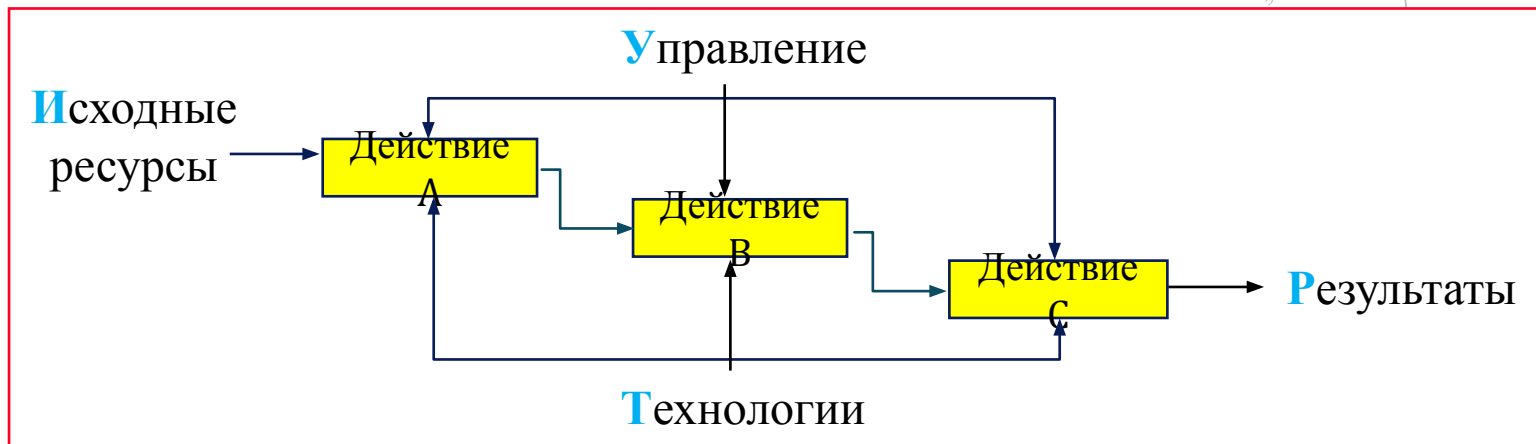 Управление
Исходные
ресурсы
Действие
A
Действие
B
Действие
C
Результаты
Технологии